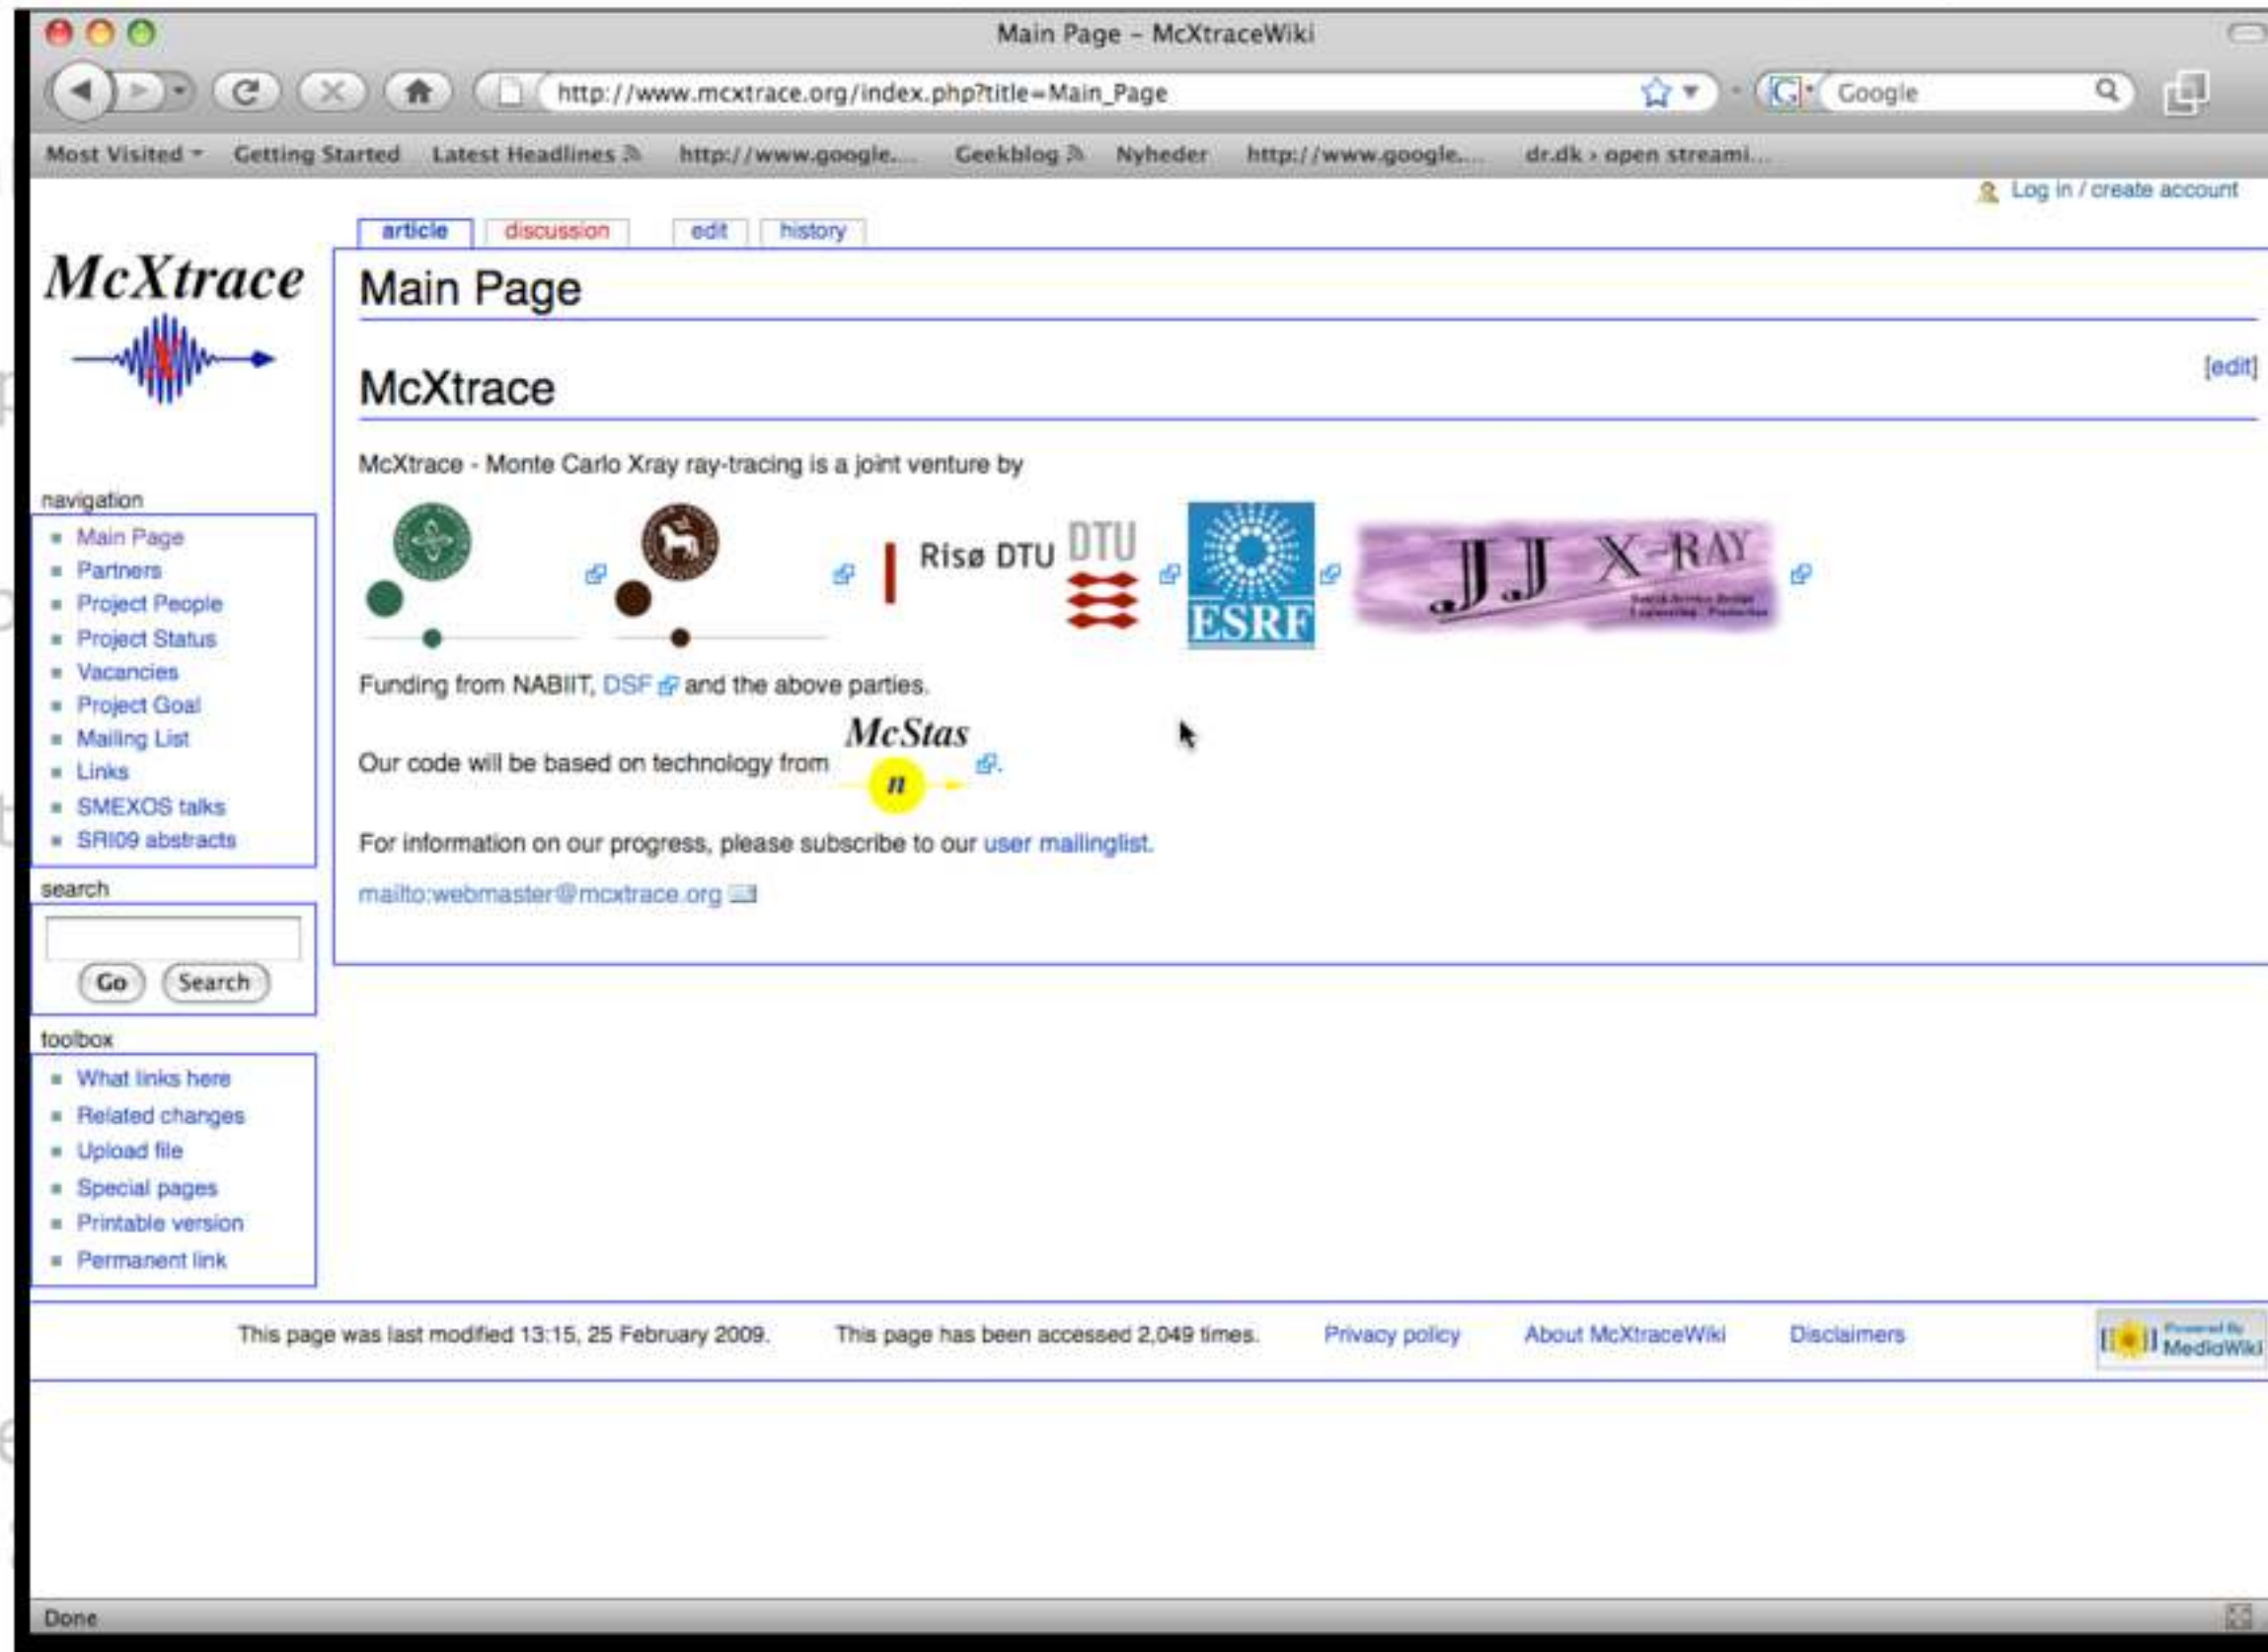 Main Page – McXtraceWiki
http://www.mcxtrace.org/index.php?title=Main_Page
Google
Most Visited
Getting Started
Latest Headlines
http://www.google....
Geekblog
Nyheder
http://www.google....
dr.dk › open streami...
Log in / create account
article
discussion
edit
history
McXtrace
Main Page
McXtrace
[edit]
McXtrace - Monte Carlo Xray ray-tracing is a joint venture by
Risø DTU
DTU
ESRF
JJ X-RAY
Funding from NABIIT, DSF and the above parties.
McStas
Our code will be based on technology from
n
For information on our progress, please subscribe to our user mailinglist.
mailto:webmaster@mcxtrace.org
navigation
Main Page
Partners
Project People
Project Status
Vacancies
Project Goal
Mailing List
Links
SMEXOS talks
SRI09 abstracts
search
Go
Search
toolbox
What links here
Related changes
Upload file
Special pages
Printable version
Permanent link
This page was last modified 13:15, 25 February 2009.
This page has been accessed 2,049 times.
Privacy policy
About McXtraceWiki
Disclaimers
Powered By
MediaWiki
Done